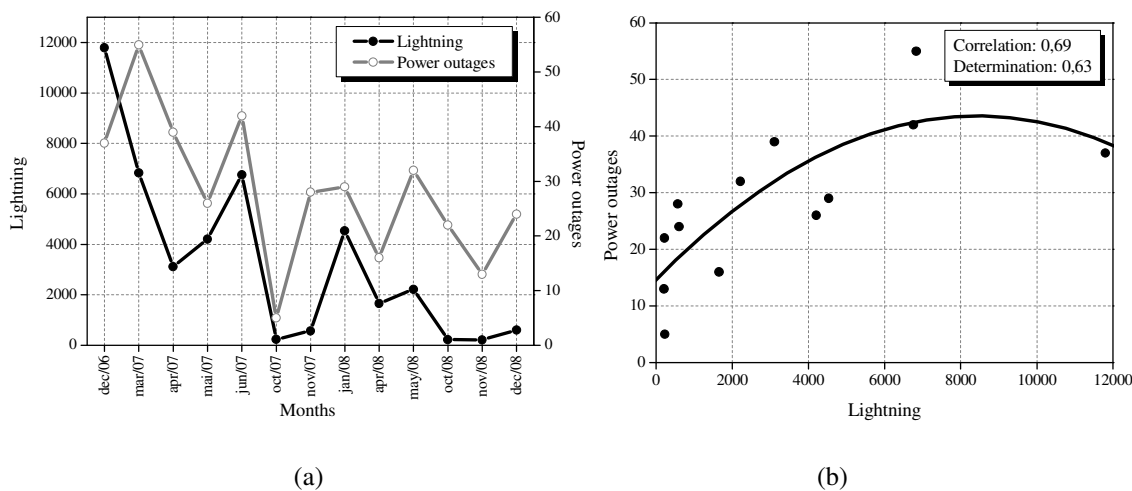 12000
10000
8000
6000
4000
2000
0
Lightning
60
50
40
30
20
10
0
Power outages
Lightning
Power outages
dec/06
mar/07
apr/07
mai/07
jun/07
oct/07
nov/07
jan/08
apr/08
may/08
oct/08
nov/08
dec/08
Months
(a)
60
50
40
30
20
10
0
Power outages
Correlation: 0,69
Determination: 0,63
0 2000 4000 6000 8000 10000 12000
Lightning
(b)